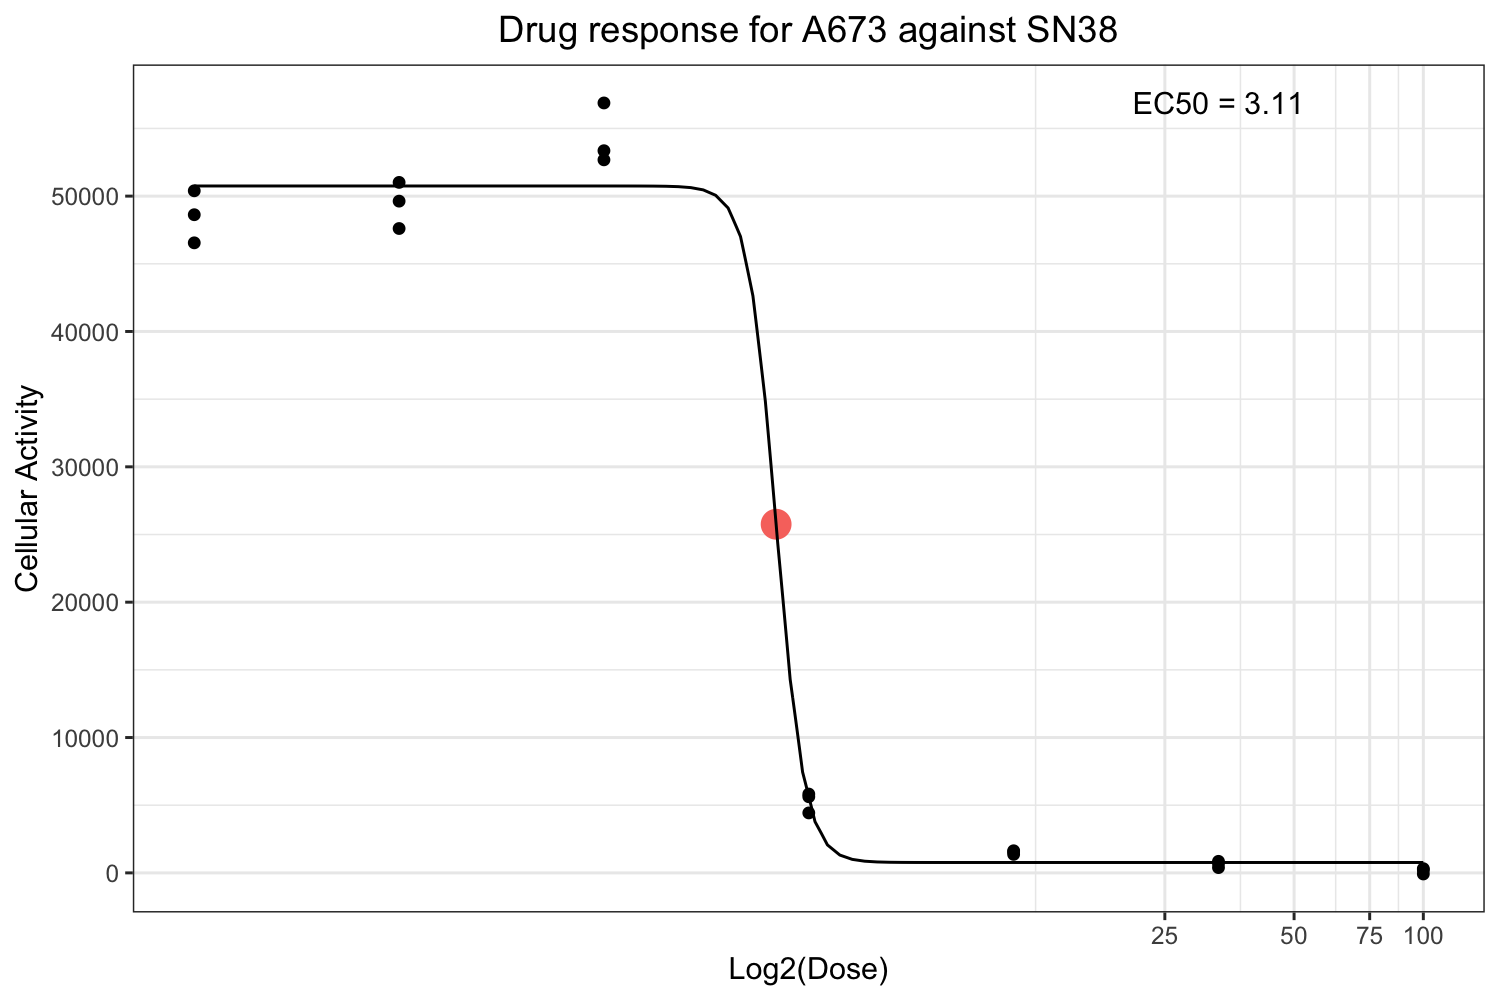 Drug response for A673 against SN38
EC50 = 3.11
50000
40000
30000
20000
10000
0
Cellular Activity
25 50 75 100
Log2(Dose)